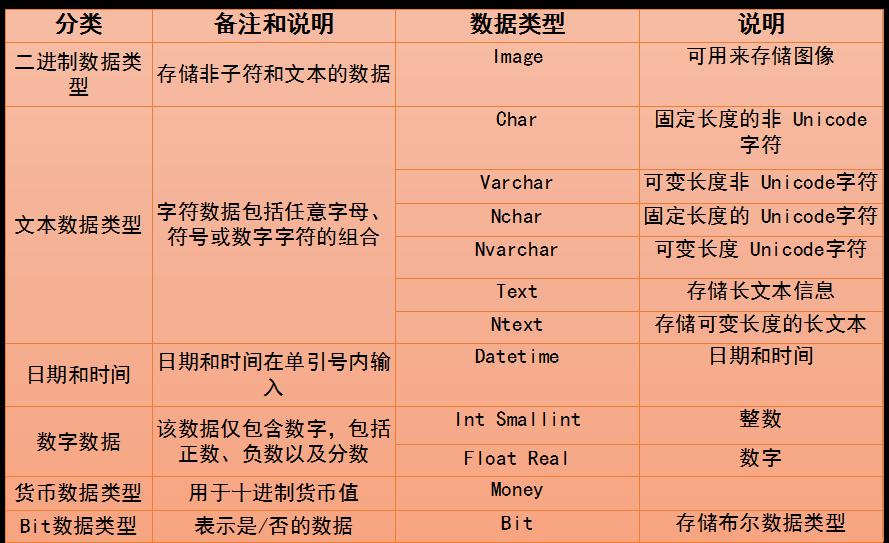 分类 备注和说明 数据类型 说明
二进制数据类
型
存储非子符和文本的数据
Image 可用来存储图像
文本数据类型
字符数据包括任意字母、
符号或数字字符的组合
Char 固定长度的非 Unicode
字符
Varchar 可变长度非 Unicode字符
Nchar 固定长度的 Unicode字符
Nvarchar 可变长度 Unicode字符
Text 存储长文本信息
Ntext 存储可变长度的长文本
日期和时间
日期和时间在单引号内输
入
Datetime 日期和时间
数字数据
该数据仅包含数字，包括
正数、负数以及分数
Int Smallint 整数
Float Real 数字
货币数据类型 用于十进制货币值 Money
Bit数据类型 表示是/否的数据 Bit 存储布尔数据类型